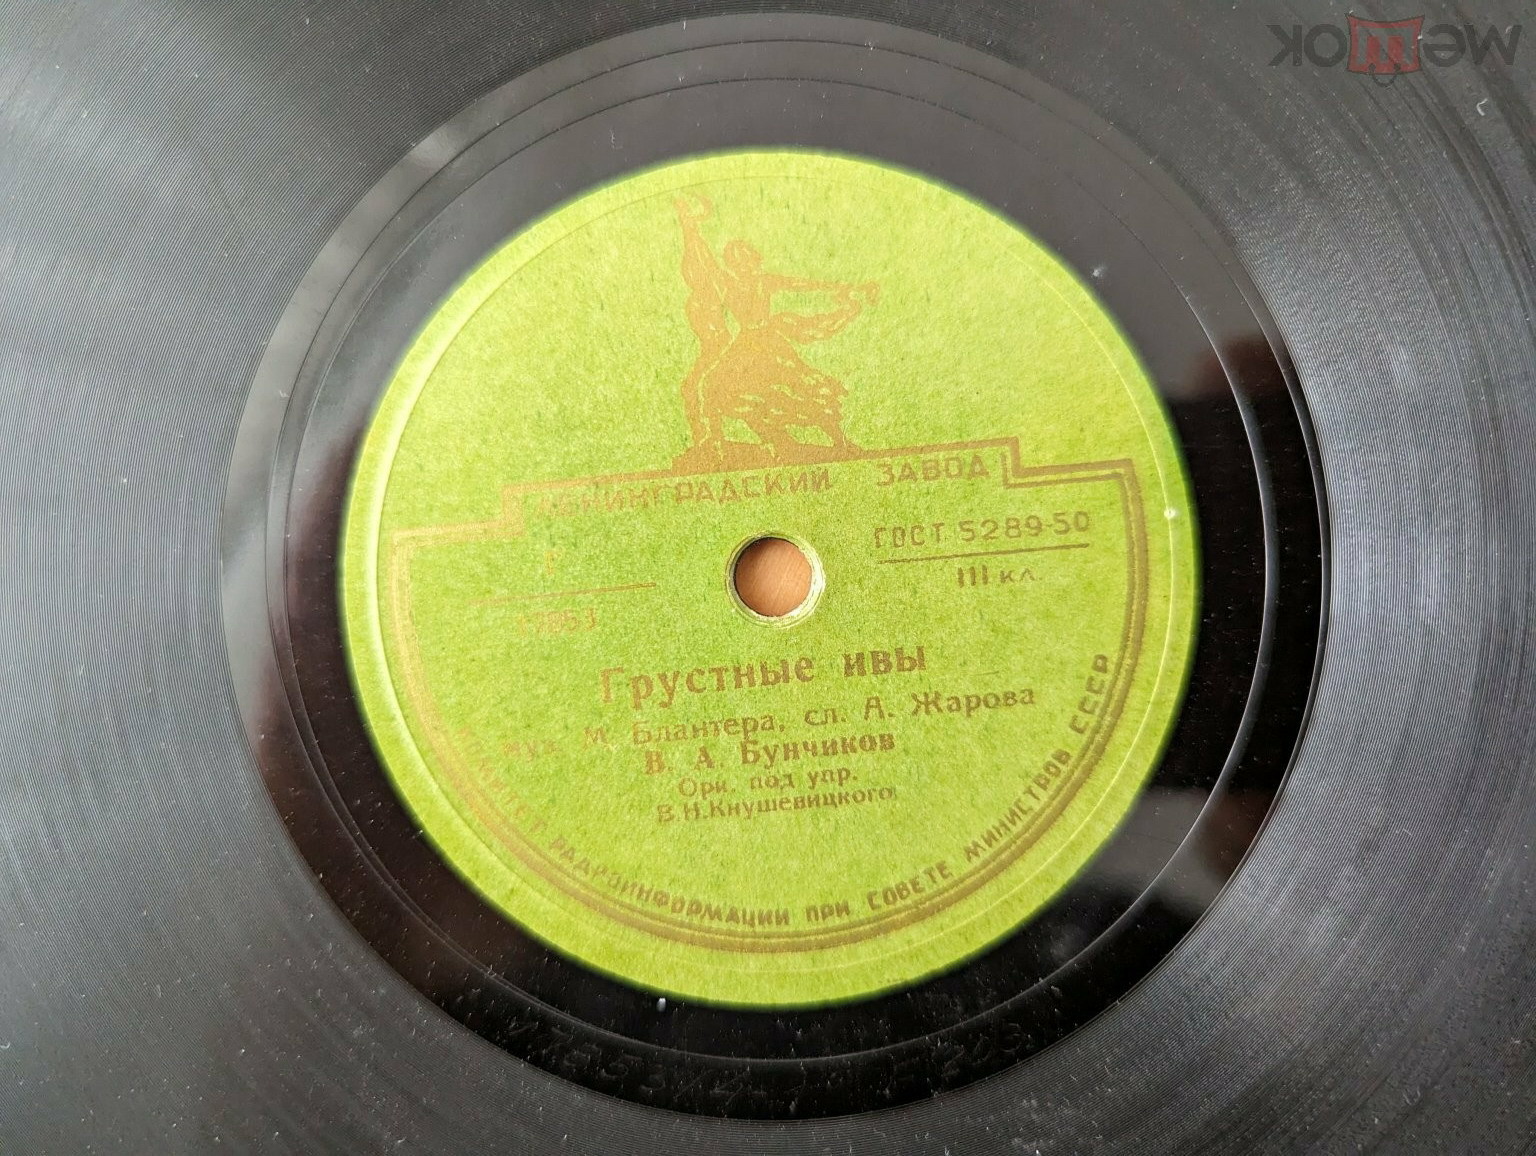 ЛЕНИНГРАДСКИЙ ЗАВОД
ГОСТ 5289-50
III кл.
Грустные ивы
муз. М. Блантера, сл. А. Жарова
В. А. Бунчиков
Орк. под упр.
В.Н.Кнушевицкого
КОМИТЕТ РАДИОИНФОРМАЦИИ ПРИ СОВЕТЕ МИНИСТРОВ СССР
мешок